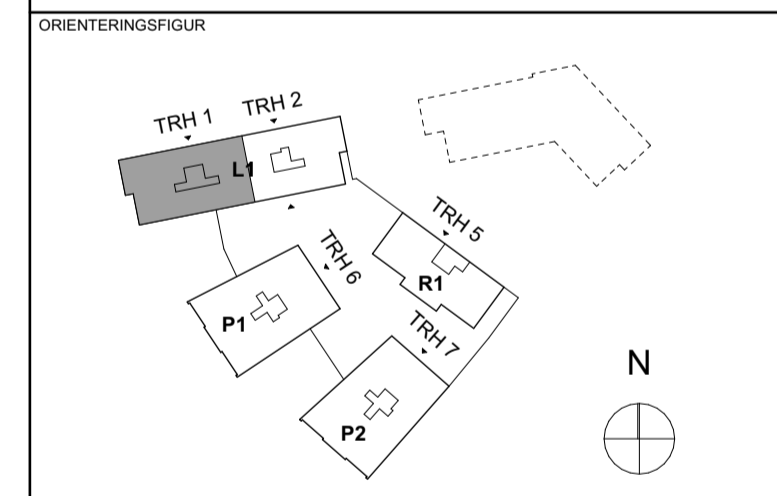 ORIENTERINGSFIGUR
TRH 1
TRH 2
L1
TRH 5
TRH 6
R1
P1
TRH 7
N
P2